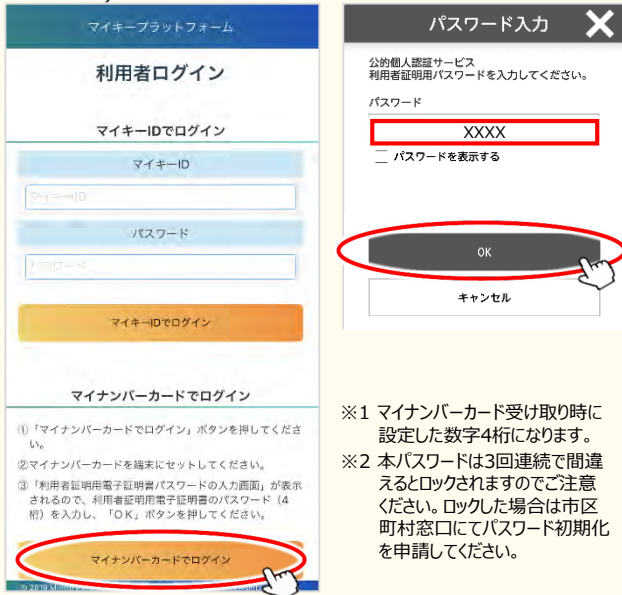 マイキープラットフォーム
利用者ログイン
マイキーIDでログイン
マイキーID
マイキーID
パスワード
パスワード
マイキーIDでログイン
マイナンバーカードでログイン
①「マイナンバーカードでログイン」ボタンを押してくださ
い。
②マイナンバーカードを端末にセットしてください。
③「利用者証明用電子証明書パスワードの入力画面」が表示
されるので、利用者証明用電子証明書のパスワード（4
桁）を入力し、「OK」ボタンを押してください。
マイナンバーカードでログイン
© 2019
パスワード入力
公的個人認証サービス
利用者証明用パスワードを入力してください。
パスワード
XXXX
パスワードを表示する
OK
キャンセル
※1 マイナンバーカード受け取り時に
設定した数字4桁になります。
※2 本パスワードは3回連続で間違
えるとロックされますのでご注意
ください。ロックした場合は市区
町村窓口にてパスワード初期化
を申請してください。